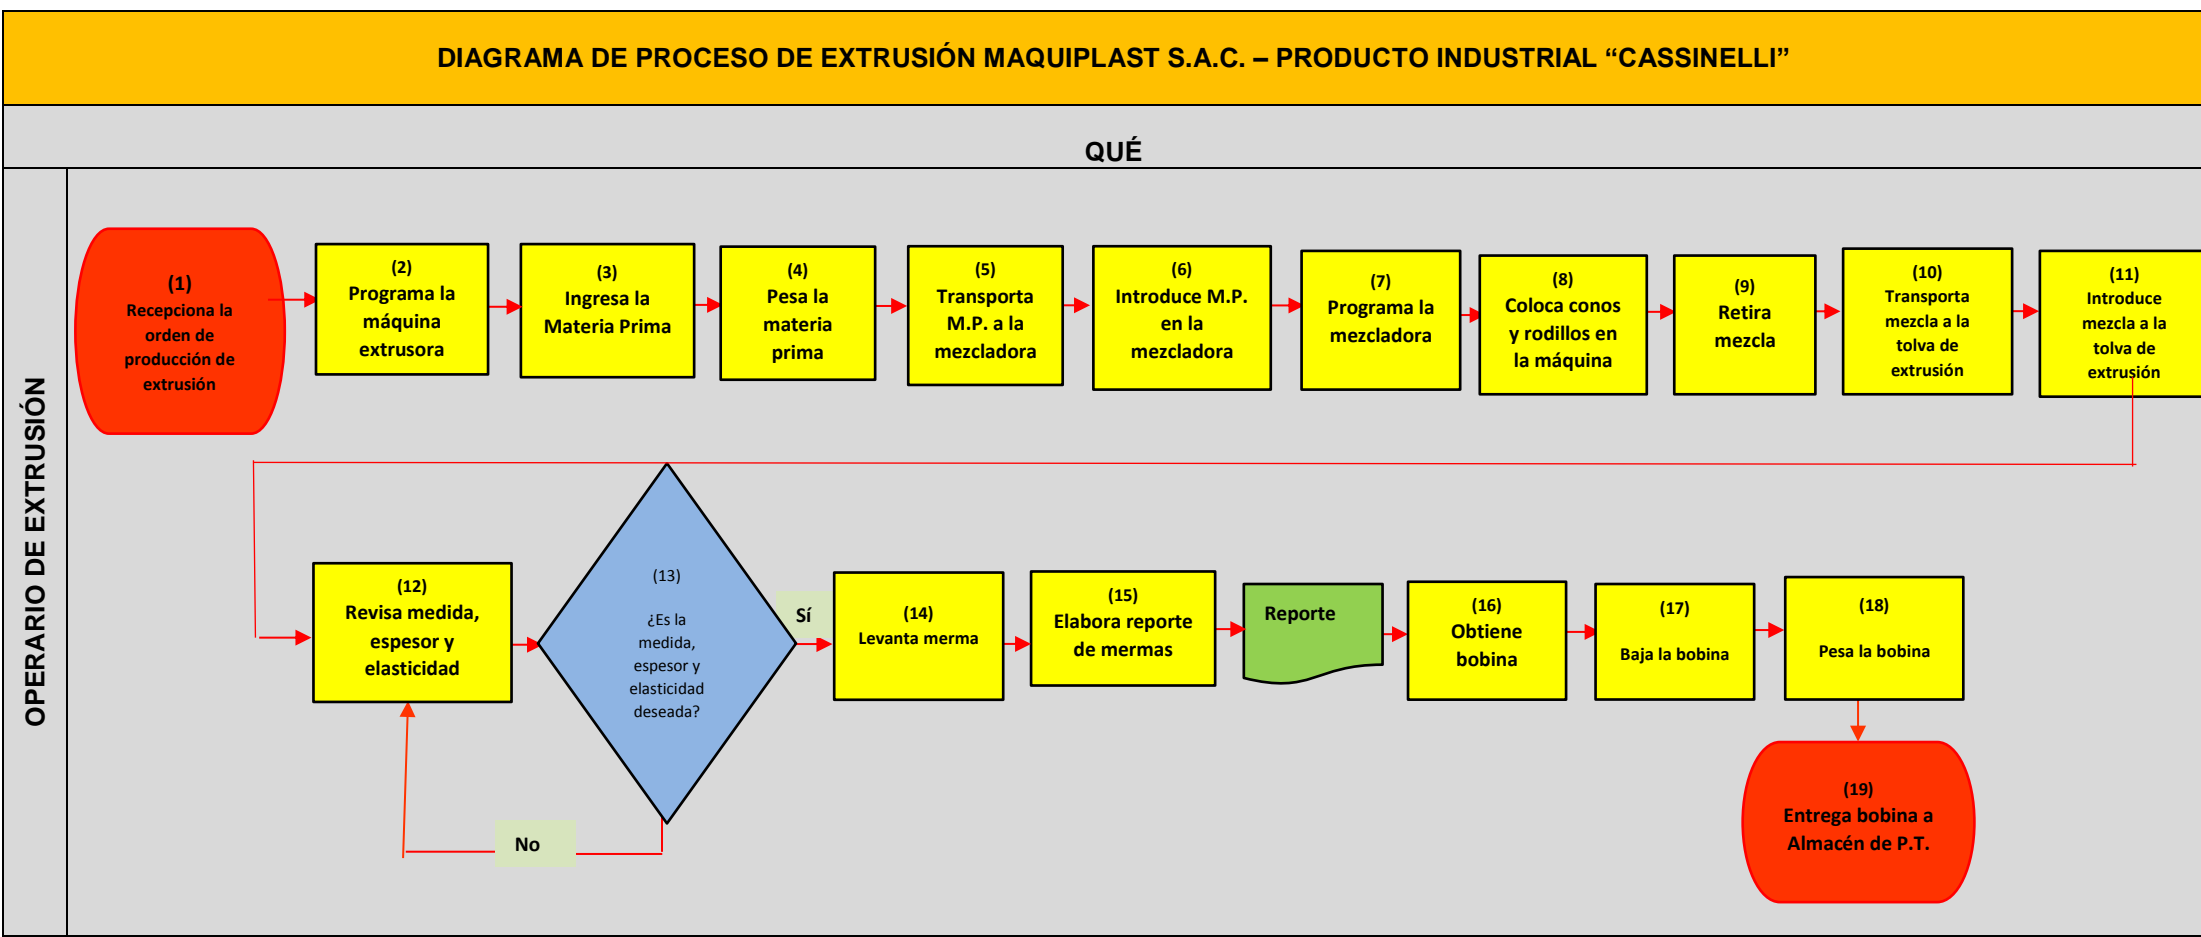 DIAGRAMA DE PROCESO DE EXTRUSIÓN MAQUIPLAST S.A.C. – PRODUCTO INDUSTRIAL “CASSINELLI”
QUÉ
OPERARIO DE EXTRUSIÓN
(1)
Recepciona la
orden de
producción de
extrusión
(2)
Programa la
máquina
extrusora
(3)
Ingresa la
Materia Prima
(4)
Pesa la
materia
prima
(5)
Transporta
M.P. a la
mezcladora
(6)
Introduce M.P.
en la
mezcladora
(7)
Programa la
mezcladora
(8)
Coloca conos
y rodillos en
la máquina
(9)
Retira
mezcla
(10)
Transporta
mezcla a la
tolva de
extrusión
(11)
Introduce
mezcla a la
tolva de
extrusión
(12)
Revisa medida,
espesor y
elasticidad
(13)
¿Es la
medida,
espesor y
elasticidad
deseada?
Sí
No
(14)
Levanta merma
(15)
Elabora reporte
de mermas
Reporte
(16)
Obtiene
bobina
(17)
Baja la bobina
(18)
Pesa la bobina
(19)
Entrega bobina a
Almacén de P.T.